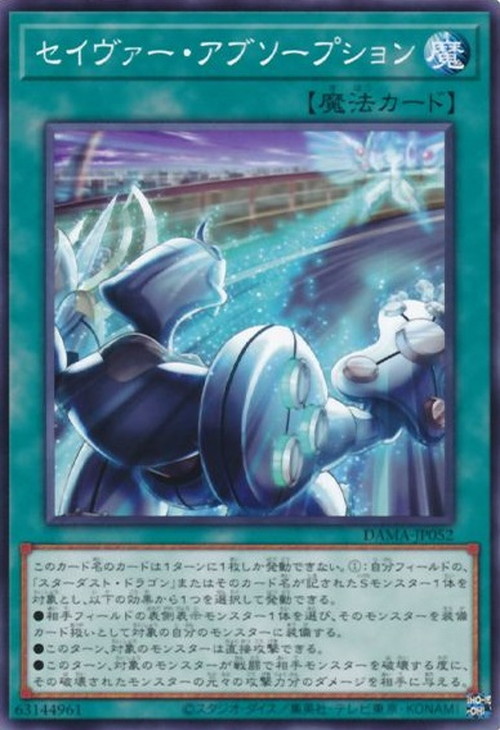 セイヴァー・アブソープション
魔
【魔法カード】
DAMA-JP052
このカード名のカードは1ターンに1枚しか発動できない。①:自分フィールドの、
「スターダスト・ドラゴン」またはそのカード名が記されたSモンスター1体を
対象とし、以下の効果から1つを選択して発動できる。
●相手フィールドの表側表示モンスター1体を選び、そのモンスターを装備
カード扱いとして対象の自分のモンスターに装備する。
●このターン、対象のモンスターは直接攻撃できる。
●このターン、対象のモンスターが戦闘で相手モンスターを破壊する度に、
その破壊されたモンスターの元々の攻撃力分のダメージを相手に与える。
63144961
©スタジオ・ダイス/集英社・テレビ東京・KONAMI